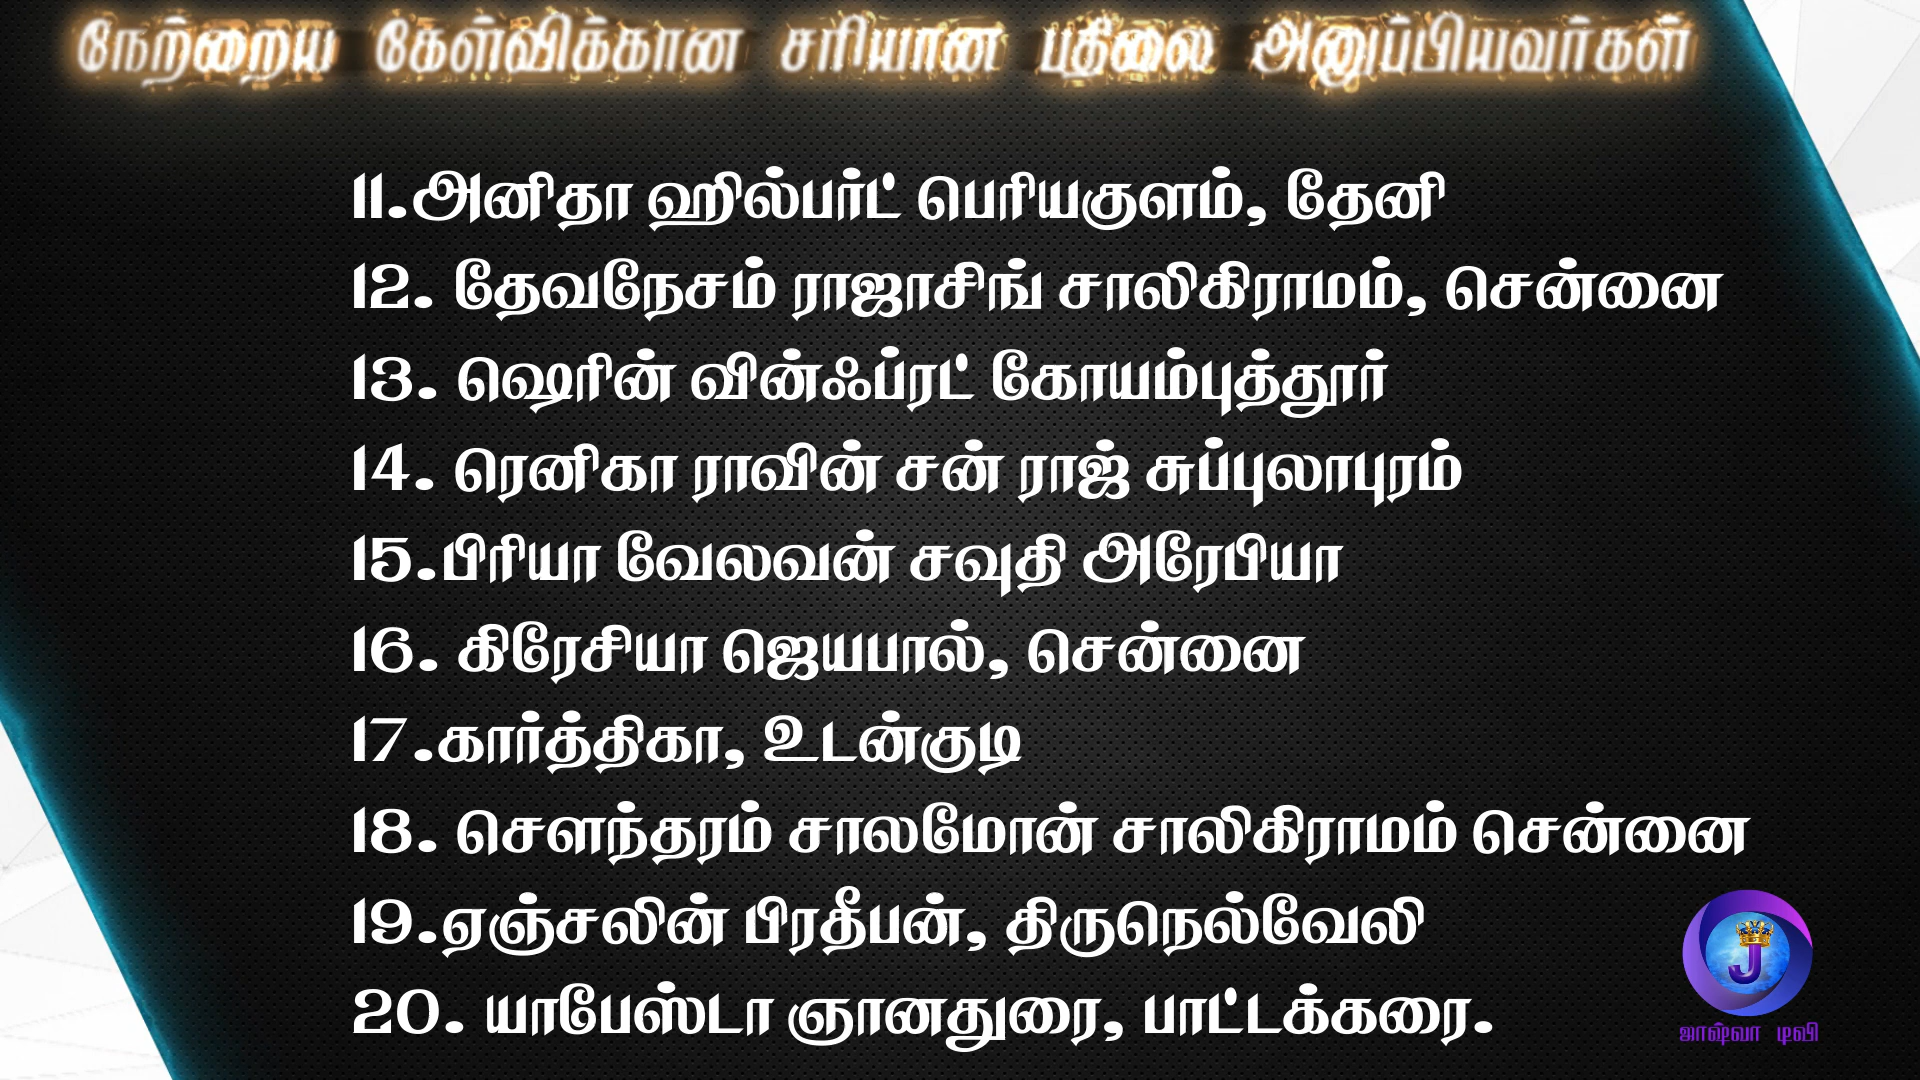 நேற்றைய கேள்விக்கான சரியான பதிலை அனுப்பியவர்கள்
11.அனிதா ஹில்பர்ட் பெரியகுளம், தேனி
12. தேவநேசம் ராஜாசிங் சாலிகிராமம், சென்னை
13. ஷெரின் வின்ஃப்ரட் கோயம்புத்தூர்
14. ரெனிகா ராவின் சன் ராஜ் சுப்புலாபுரம்
15.பிரியா வேலவன் சவுதி அரேபியா
16. கிரேசியா ஜெயபால், சென்னை
17.கார்த்திகா, உடன்குடி
18. சௌந்தரம் சாலமோன் சாலிகிராமம் சென்னை
19.ஏஞ்சலின் பிரதீபன், திருநெல்வேலி
20. யாபேஸ்டா ஞானதுரை, பாட்டக்கரை.
J
ஜாஷ்வா டிவி